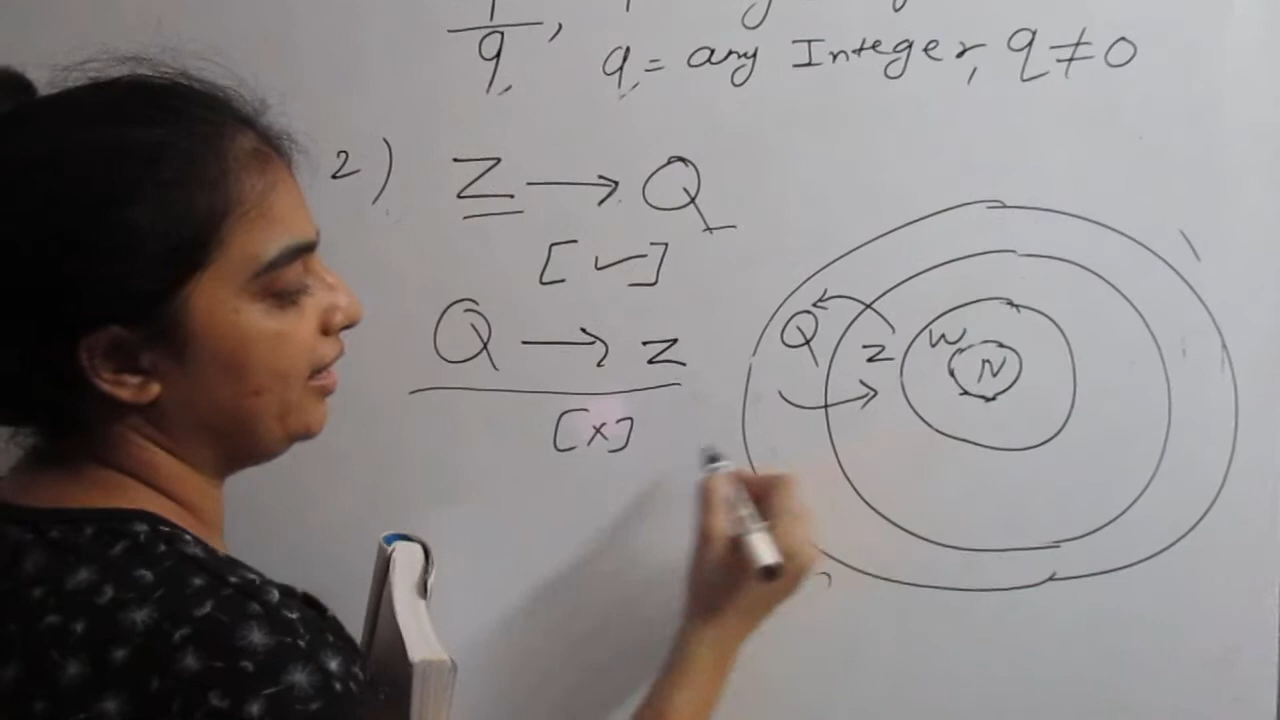 q, q = any Integer, q ≠ 0
2) Z → Q
[✓]
Q → Z
[×]
Q Z W N